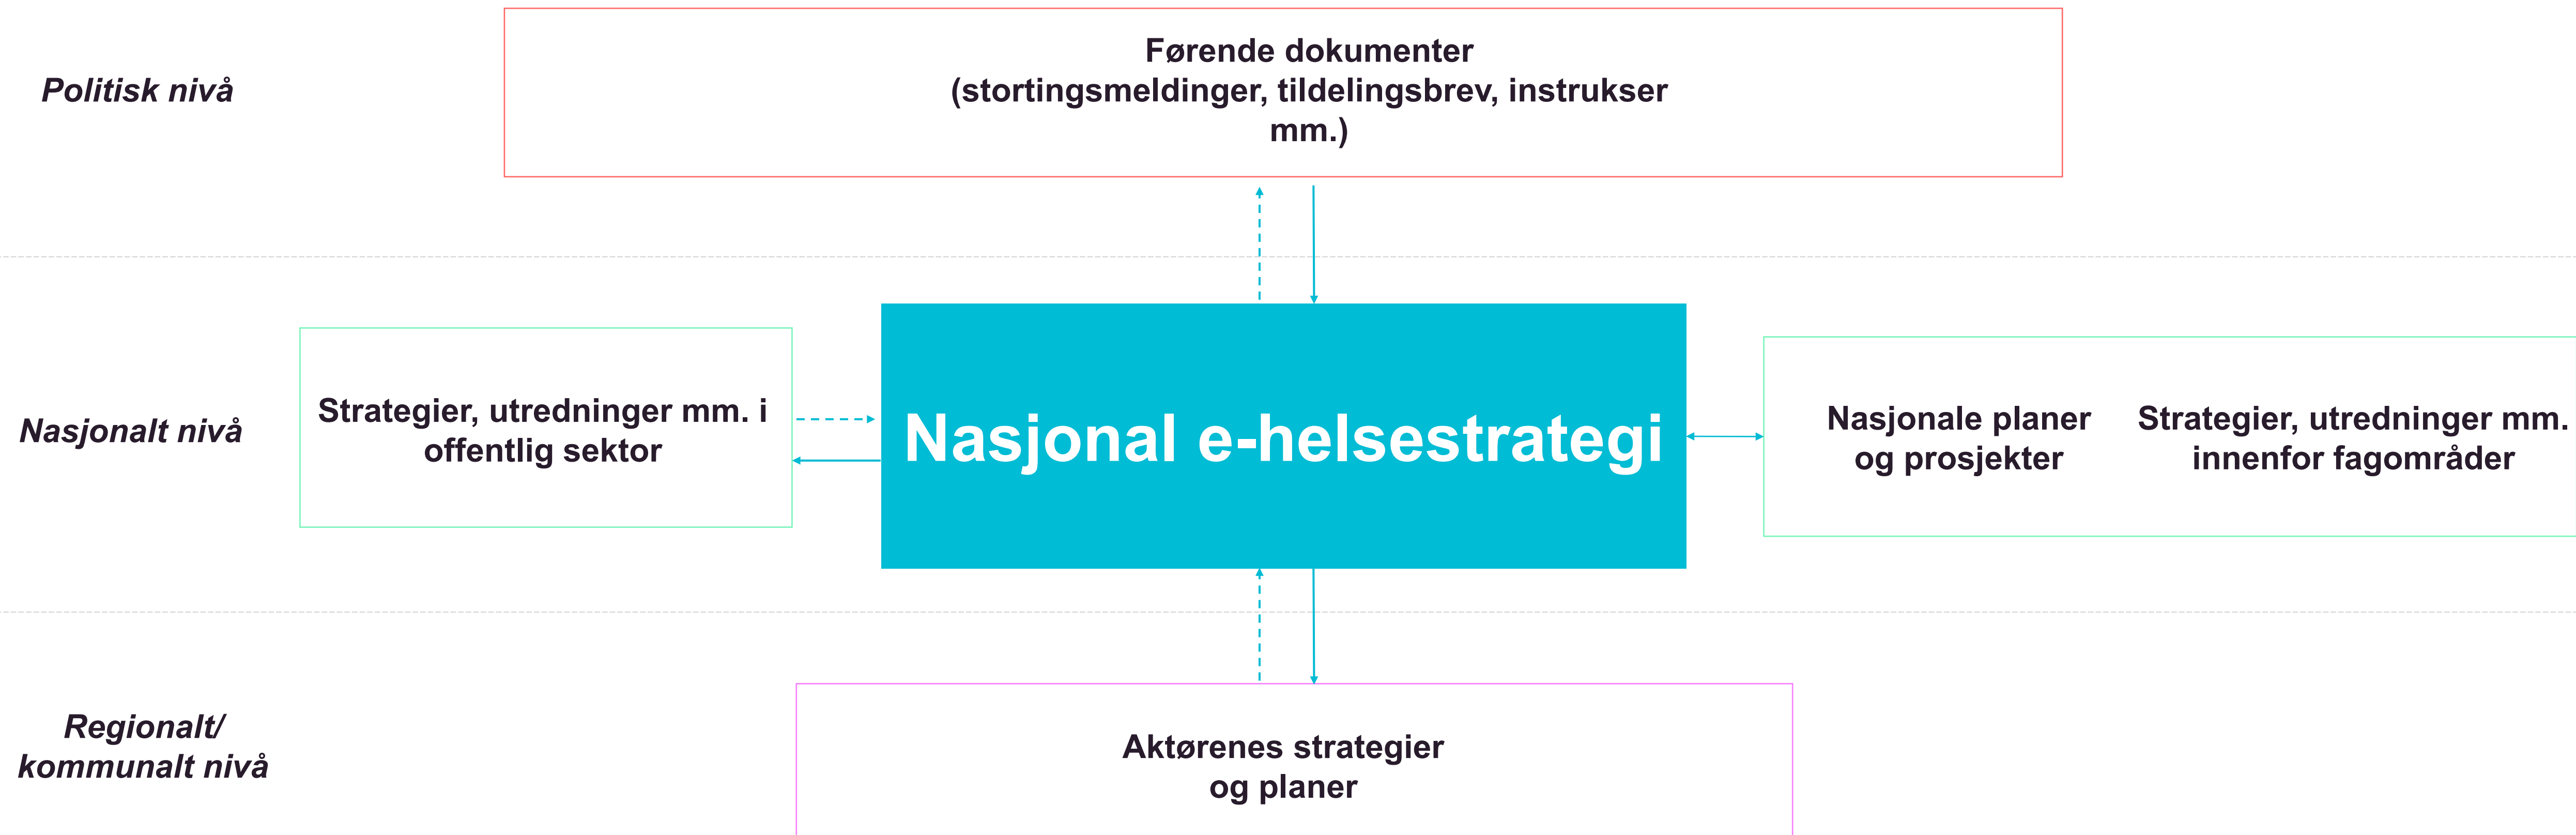 Politisk nivå
Førende dokumenter
(stortingsmeldinger, tildelingsbrev, instrukser
mm.)
Nasjonalt nivå
Strategier, utredninger mm. i
offentlig sektor
Nasjonal e-helsestrategi
Nasjonale planer
og prosjekter
Strategier, utredninger mm.
innenfor fagområder
Regionalt/
kommunalt nivå
Aktørenes strategier
og planer